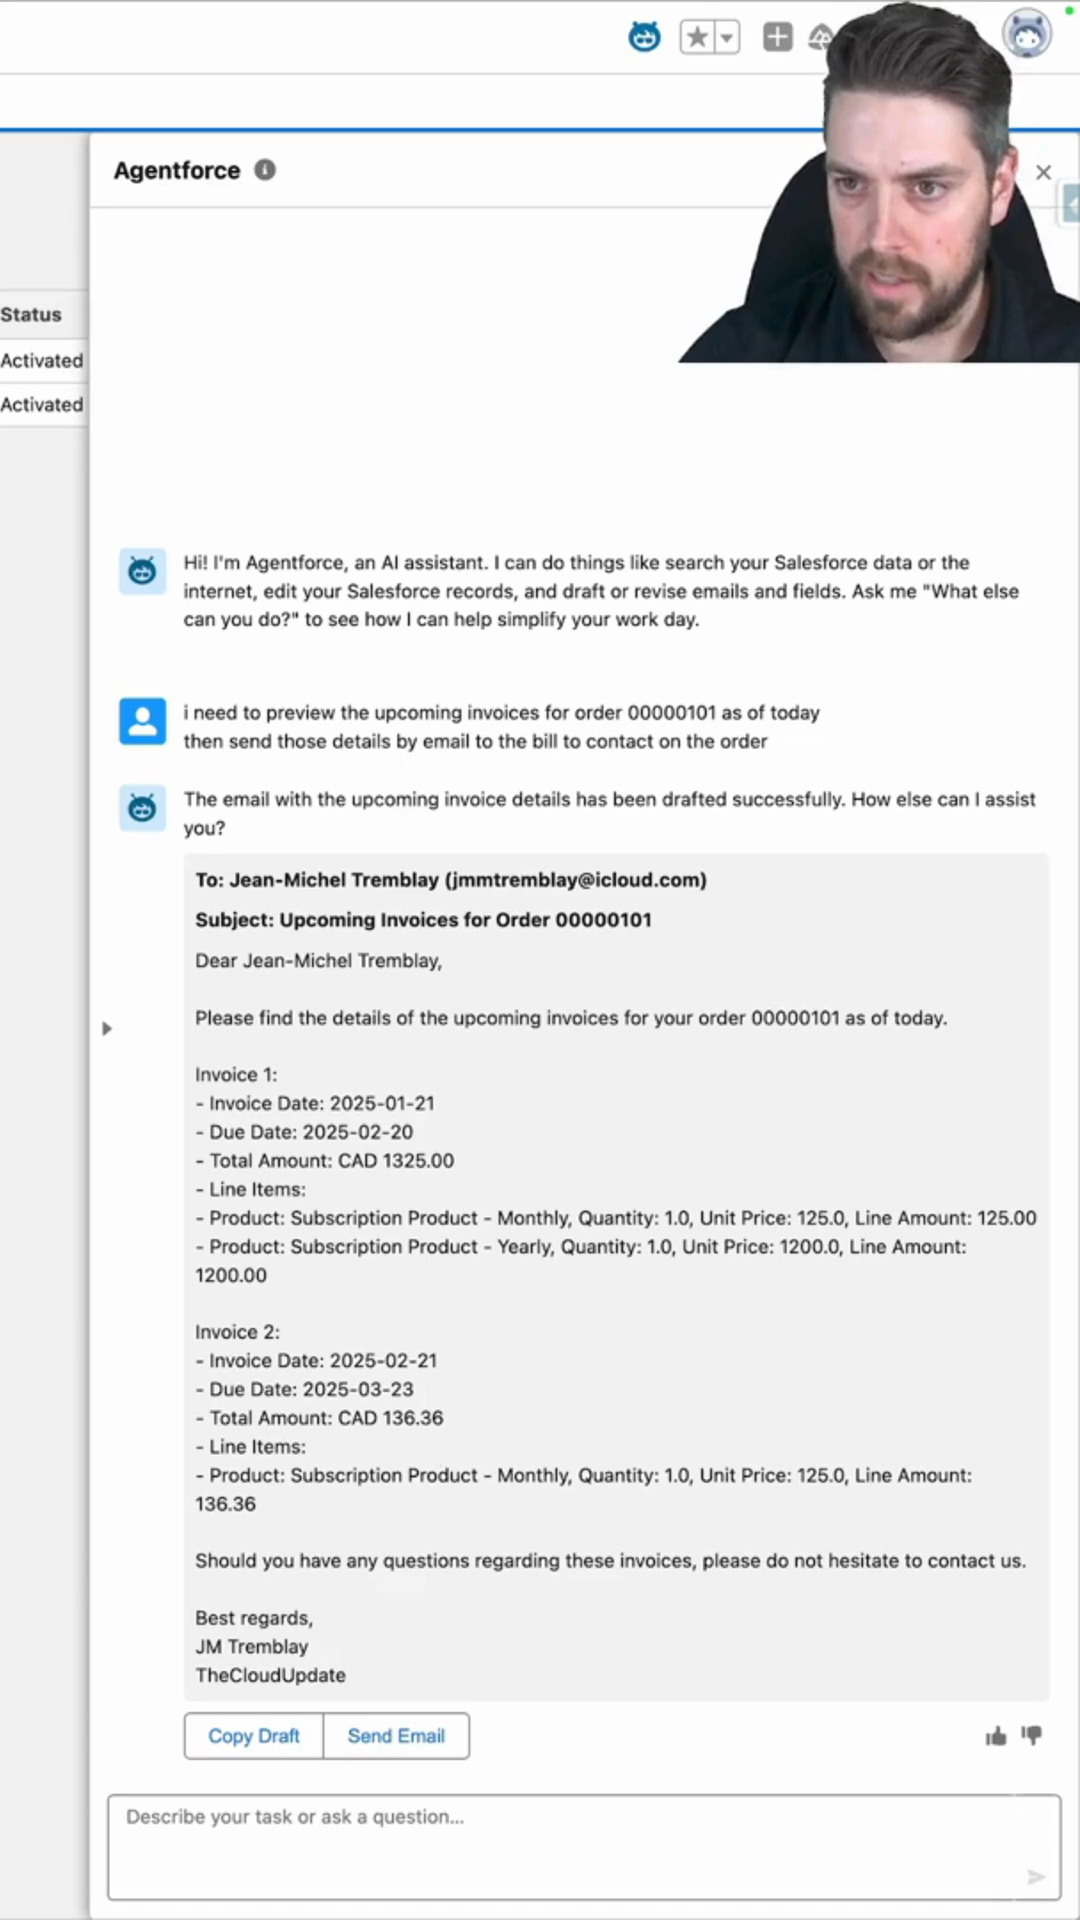 Agentforce
Status
Activated
Activated
Hi! I'm Agentforce, an AI assistant. I can do things like search your Salesforce data or the
internet, edit your Salesforce records, and draft or revise emails and fields. Ask me "What else
can you do?" to see how I can help simplify your work day.
i need to preview the upcoming invoices for order 00000101 as of today
then send those details by email to the bill to contact on the order
The email with the upcoming invoice details has been drafted successfully. How else can I assist
you?
To: Jean-Michel Tremblay (jmmtremblay@icloud.com)
Subject: Upcoming Invoices for Order 00000101
Dear Jean-Michel Tremblay,
Please find the details of the upcoming invoices for your order 00000101 as of today.
Invoice 1:
- Invoice Date: 2025-01-21
- Due Date: 2025-02-20
- Total Amount: CAD 1325.00
- Line Items:
- Product: Subscription Product - Monthly, Quantity: 1.0, Unit Price: 125.0, Line Amount: 125.00
- Product: Subscription Product - Yearly, Quantity: 1.0, Unit Price: 1200.0, Line Amount:
1200.00
Invoice 2:
- Invoice Date: 2025-02-21
- Due Date: 2025-03-23
- Total Amount: CAD 136.36
- Line Items:
- Product: Subscription Product - Monthly, Quantity: 1.0, Unit Price: 125.0, Line Amount:
136.36
Should you have any questions regarding these invoices, please do not hesitate to contact us.
Best regards,
JM Tremblay
TheCloudUpdate
Copy Draft
Send Email
Describe your task or ask a question...